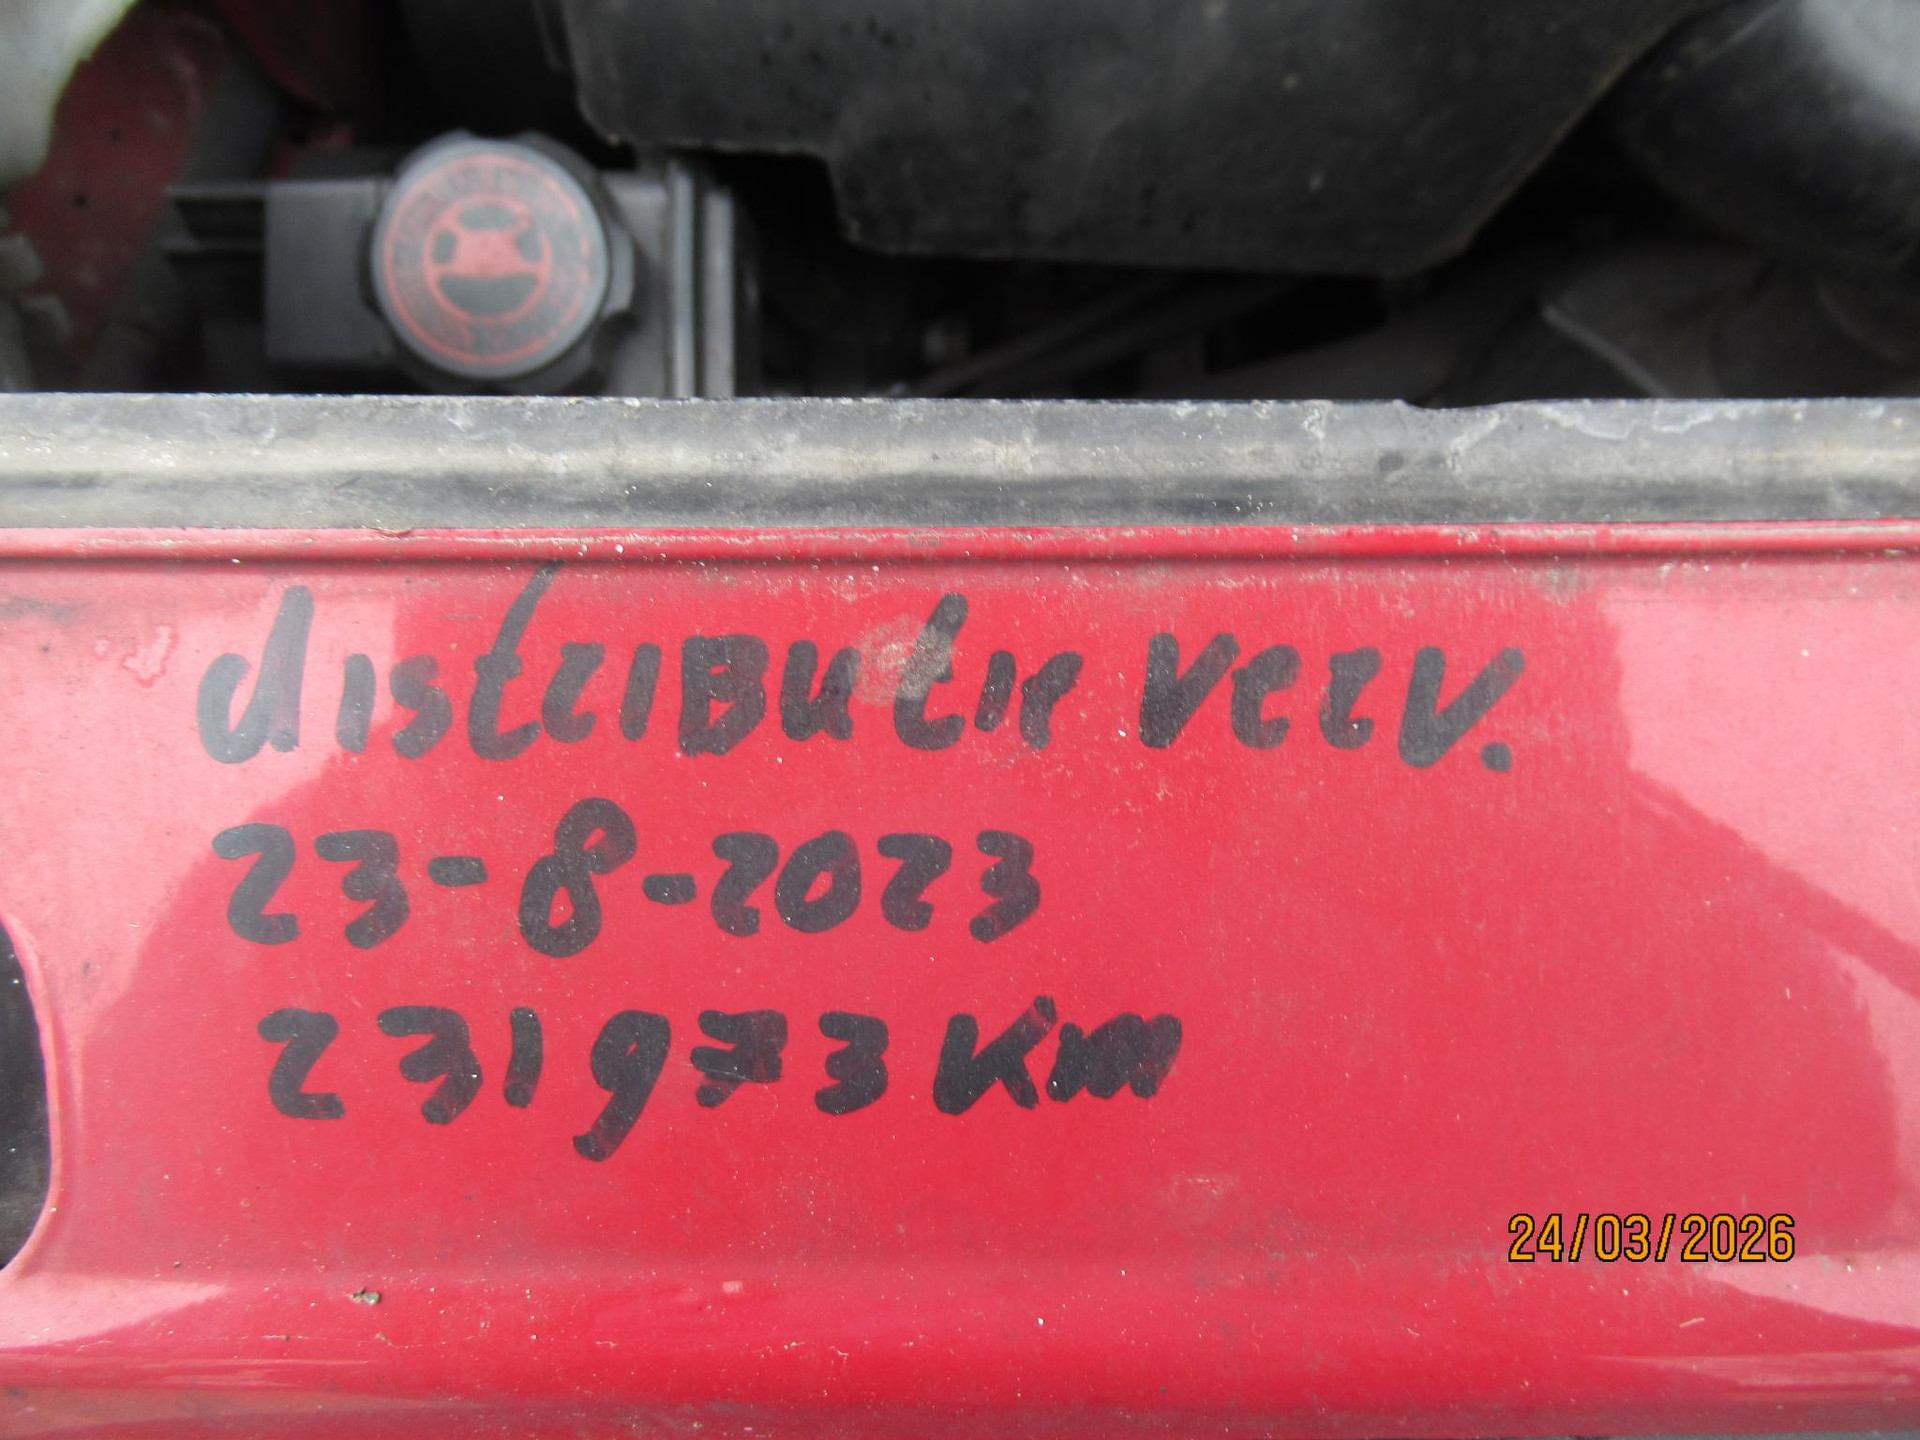 distributie verv.
23-8-2023
231973 km
24/03/2026